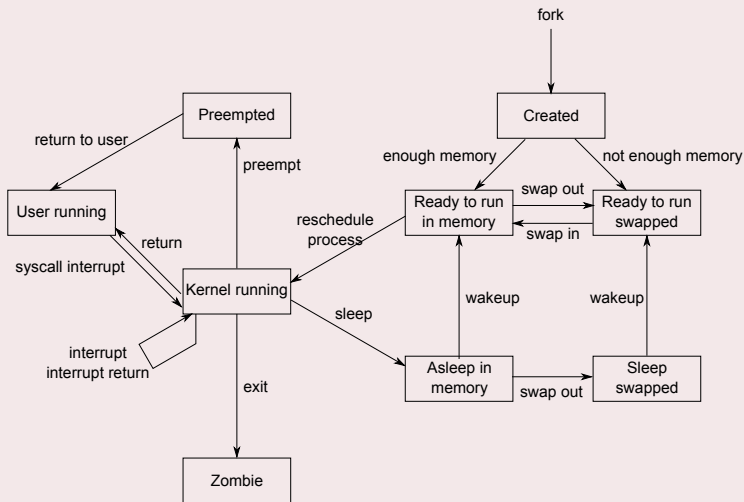 fork
Preempted
Created
return to user
enough memory
not enough memory
preempt
User running
Ready to run
in memory
swap out
swap in
Ready to run
swapped
return
syscall interrupt
reschedule
process
Kernel running
wakeup
wakeup
sleep
interrupt
interrupt return
Asleep in
memory
swap out
Sleep
swapped
exit
Zombie